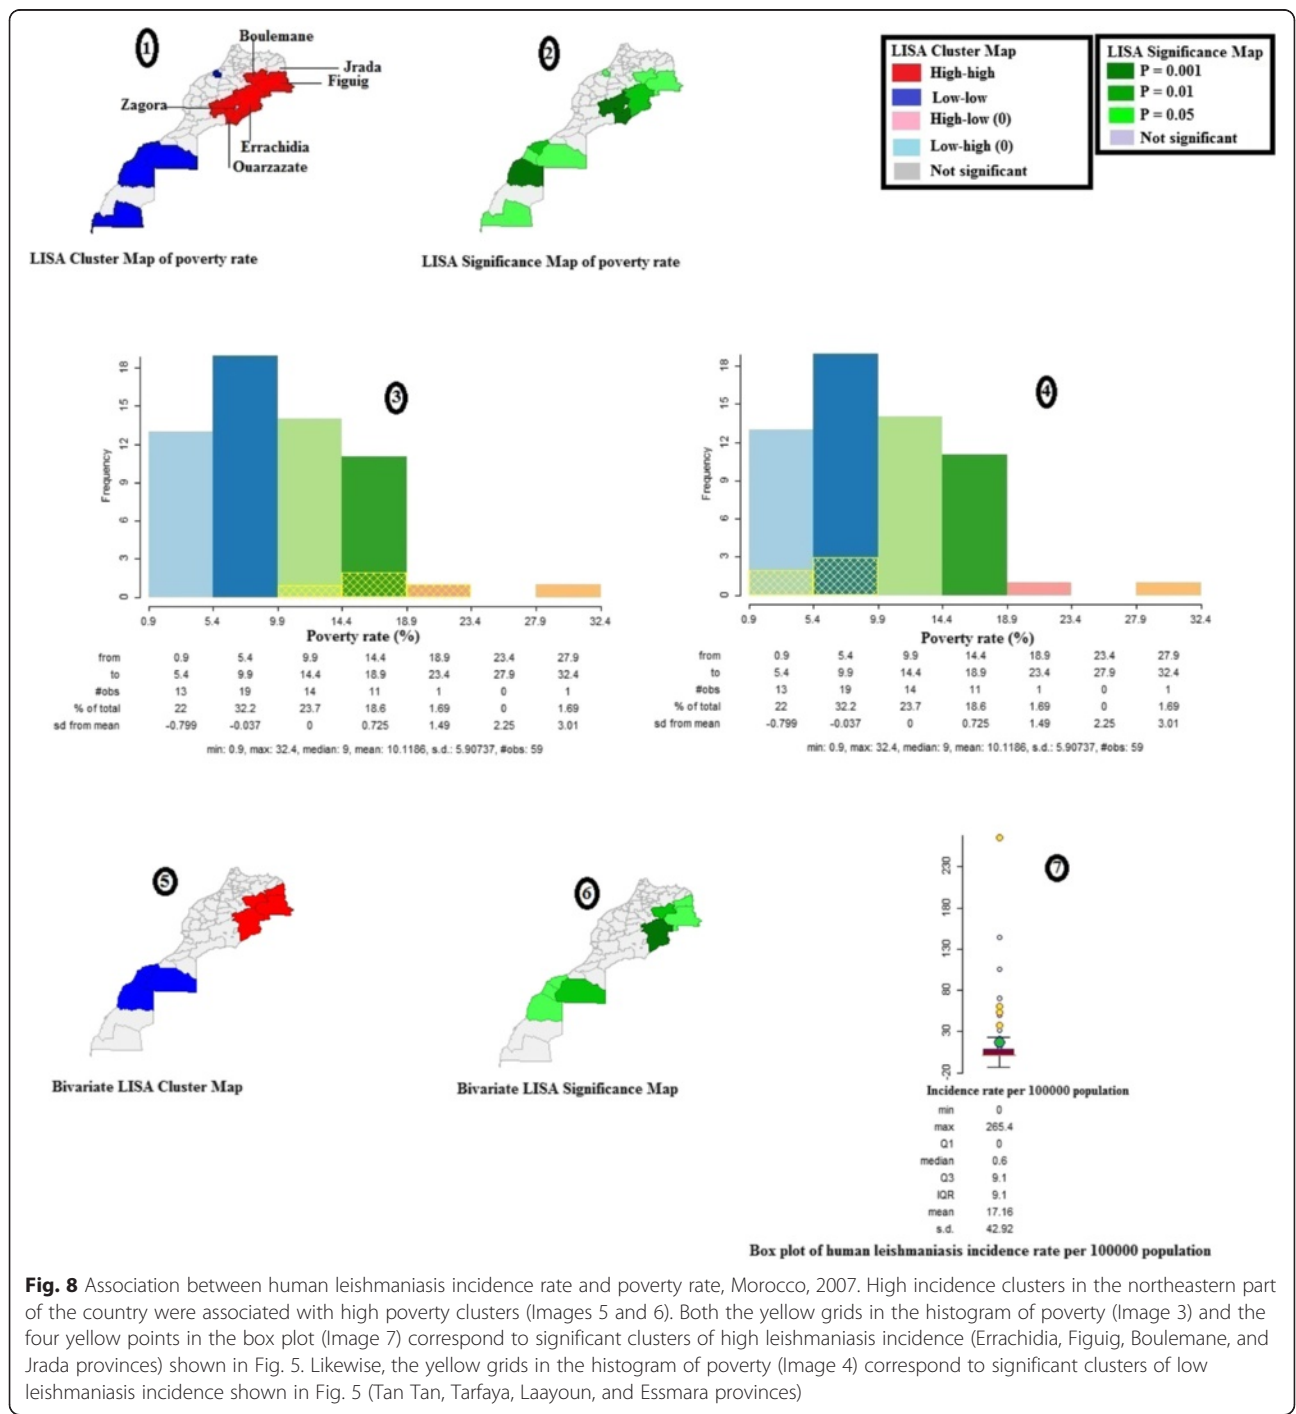 1
Boulemane
Jrada
Figuig
Zagora
Errachidia
Ouarzazate
LISA Cluster Map of poverty rate
2
LISA Significance Map of poverty rate
LISA Cluster Map
High-high
Low-low
High-low (0)
Low-high (0)
Not significant
LISA Significance Map
P = 0.001
P = 0.01
P = 0.05
Not significant
3
Frequency
18
15
12
9
6
3
0
0.9 5.4 9.9 14.4 18.9 23.4 27.9 32.4
Poverty rate (%)
from 0.9 5.4 9.9 14.4 18.9 23.4 27.9
to 5.4 9.9 14.4 18.9 23.4 27.9 32.4
#obs 13 19 14 11 1 0 1
% of total 22 32.2 23.7 18.6 1.69 0 1.69
sd from mean -0.799 -0.037 0 0.725 1.49 2.25 3.01
min: 0.9, max: 32.4, median: 9, mean: 10.1186, s.d.: 5.90737, #obs: 59
4
Frequency
18
15
12
9
6
3
0
0.9 5.4 9.9 14.4 18.9 23.4 27.9 32.4
Poverty rate (%)
from 0.9 5.4 9.9 14.4 18.9 23.4 27.9
to 5.4 9.9 14.4 18.9 23.4 27.9 32.4
#obs 13 19 14 11 1 0 1
% of total 22 32.2 23.7 18.6 1.69 0 1.69
sd from mean -0.799 -0.037 0 0.725 1.49 2.25 3.01
min: 0.9, max: 32.4, median: 9, mean: 10.1186, s.d.: 5.90737, #obs: 59
5
Bivariate LISA Cluster Map
6
Bivariate LISA Significance Map
7
230
180
130
80
30
-20
Incidence rate per 100000 population
min 0
max 265.4
Q1 0
median 0.6
Q3 9.1
IQR 9.1
mean 17.16
s.d. 42.92
Box plot of human leishmaniasis incidence rate per 100000 population
Fig. 8 Association between human leishmaniasis incidence rate and poverty rate, Morocco, 2007. High incidence clusters in the northeastern part
of the country were associated with high poverty clusters (Images 5 and 6). Both the yellow grids in the histogram of poverty (Image 3) and the
four yellow points in the box plot (Image 7) correspond to significant clusters of high leishmaniasis incidence (Errachidia, Figuig, Boulemane, and
Jrada provinces) shown in Fig. 5. Likewise, the yellow grids in the histogram of poverty (Image 4) correspond to significant clusters of low
leishmaniasis incidence shown in Fig. 5 (Tan Tan, Tarfaya, Laayoun, and Essmara provinces)